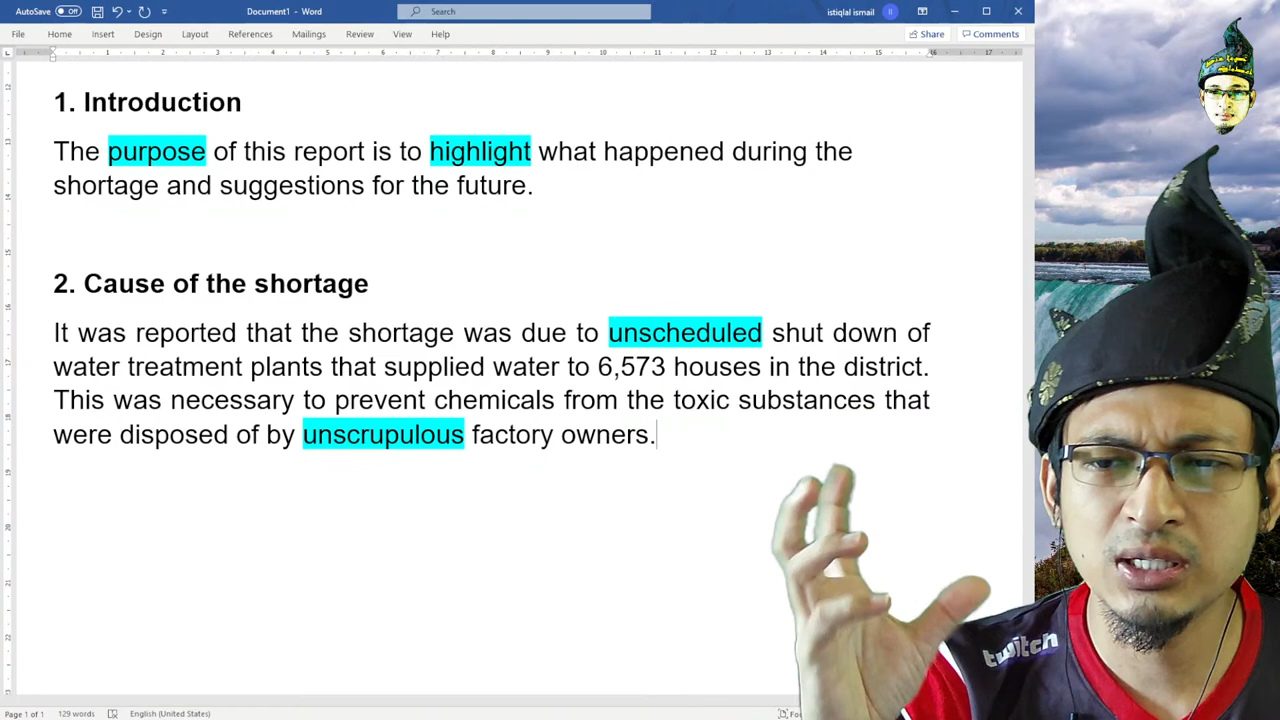 AutoSave Off Document1 - Word Search istiqlal ismail II
File Home Insert Design Layout References Mailings Review View Help Share Comments
1. Introduction
The purpose of this report is to highlight what happened during the
shortage and suggestions for the future.
2. Cause of the shortage
It was reported that the shortage was due to unscheduled shut down of
water treatment plants that supplied water to 6,573 houses in the district.
This was necessary to prevent chemicals from the toxic substances that
were disposed of by unscrupulous factory owners.
twitch
Page 1 of 1 129 words English (United States)